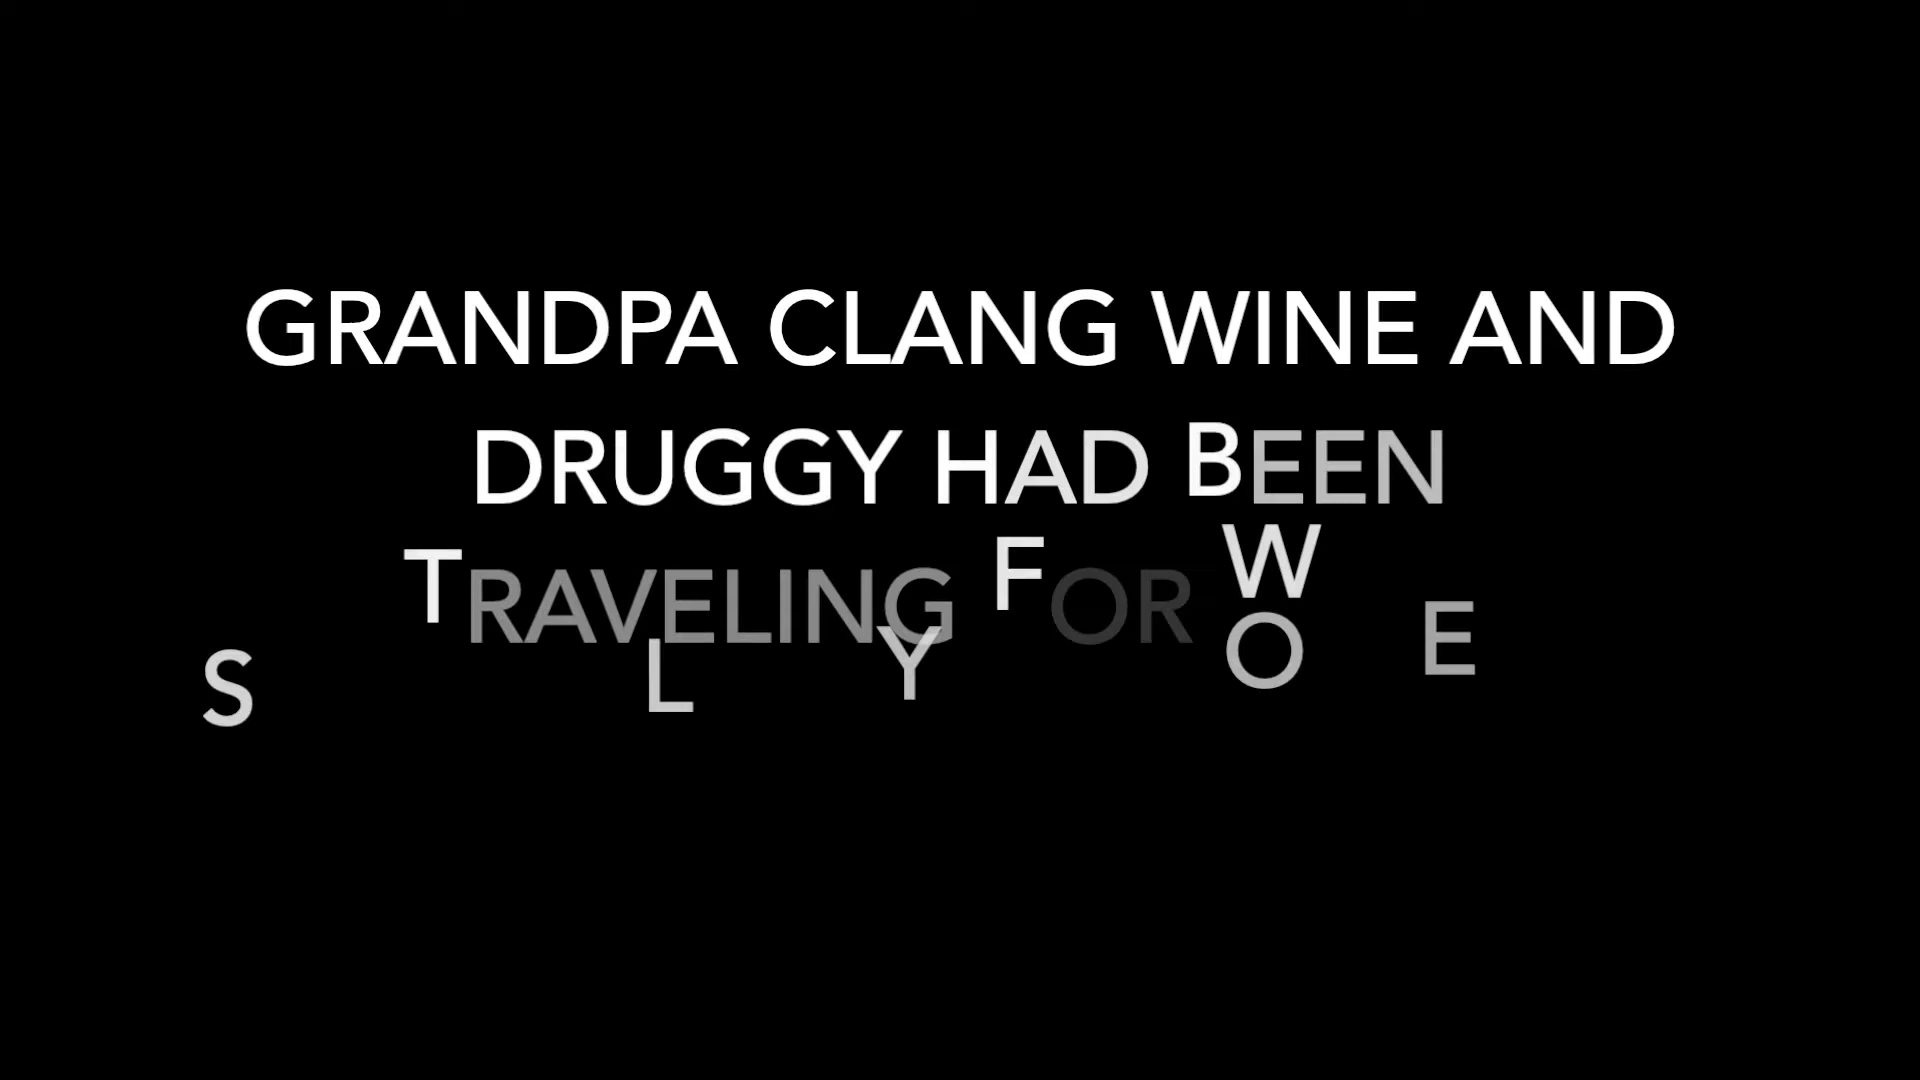 GRANDPA CLANG WINE AND
DRUGGY HAD BEEN
TRAVELING FOR W
S L Y O E